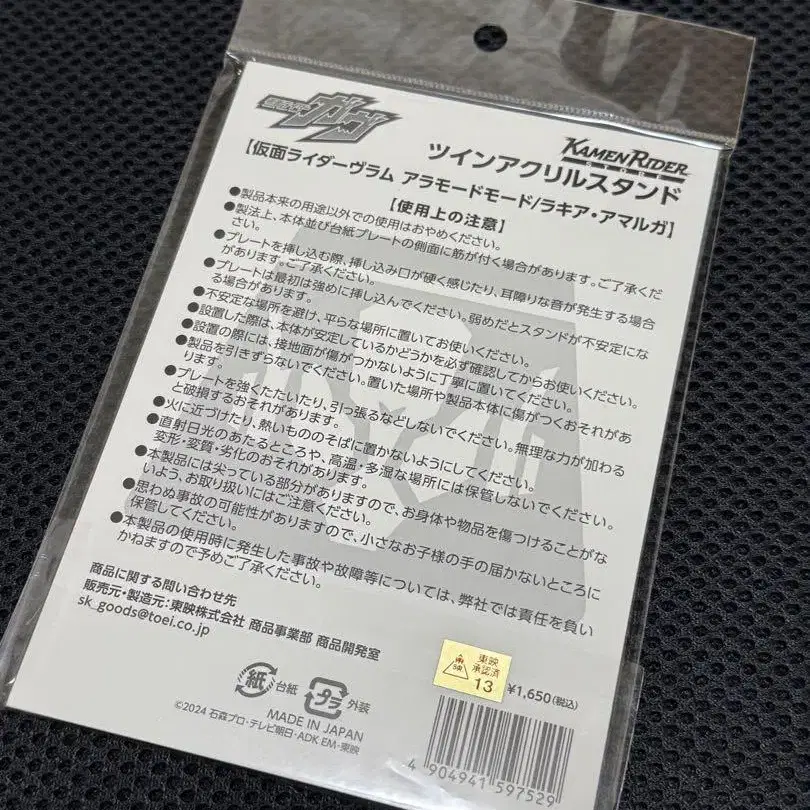 仮面ライダー
ガヴ
KAMEN RIDER
STORE
ツインアクリルスタンド
【仮面ライダーヴラム アラモードモード/ラキア・アマルガ】
【使用上の注意】
●製品本来の用途以外での使用はおやめください。
●製法上、本体並び台紙プレートの側面に筋が付く場合があります。ご了承くだ
さい。
●プレートを挿し込む際、挿し込み口が硬く感じたり、耳障りな音が発生する場合
があります。ご了承ください。
●プレートは最初は強めに挿し込んでください。弱めだとスタンドが不安定にな
る場合があります。
●不安定な場所を避け、平らな場所に置いてお使いください。
●設置した際は、本体が安定しているかどうかを必ず確認してからお使いください。
●設置の際には、接地面が傷がつかないように丁寧に置いてください。
●製品を引きずらないでください。置いた場所や製品本体に傷がつくおそれがあ
ります。
●プレートを強くたたいたり、引っ張るなどしないでください。無理な力が加わる
と破損するおそれがあります。
●火に近づけたり、熱いもののそばに置かないようにしてください。
●直射日光のあたるところや、高温・多湿な場所には保管しないでください。
変形・変質・劣化のおそれがあります。
●本製品には尖っている部分がありますので、お身体や物品を傷つけることがな
いよう、お取り扱いにはご注意ください。
●思わぬ事故の可能性がありますので、小さなお子様の手の届かないところに
保管してください。
●本製品の使用時に発生した事故や故障等については、弊社では責任を負い
かねますので予めご了承ください。
商品に関する問い合わせ先
販売元・製造元:東映株式会社 商品事業部 商品開発室
sk_goods@toei.co.jp
紙 台紙 プラ 外装
MADE IN JAPAN
©2024 石森プロ・テレビ朝日・ADK EM・東映
東映
承認済
13
¥1,650(税込)
4 904941 597529